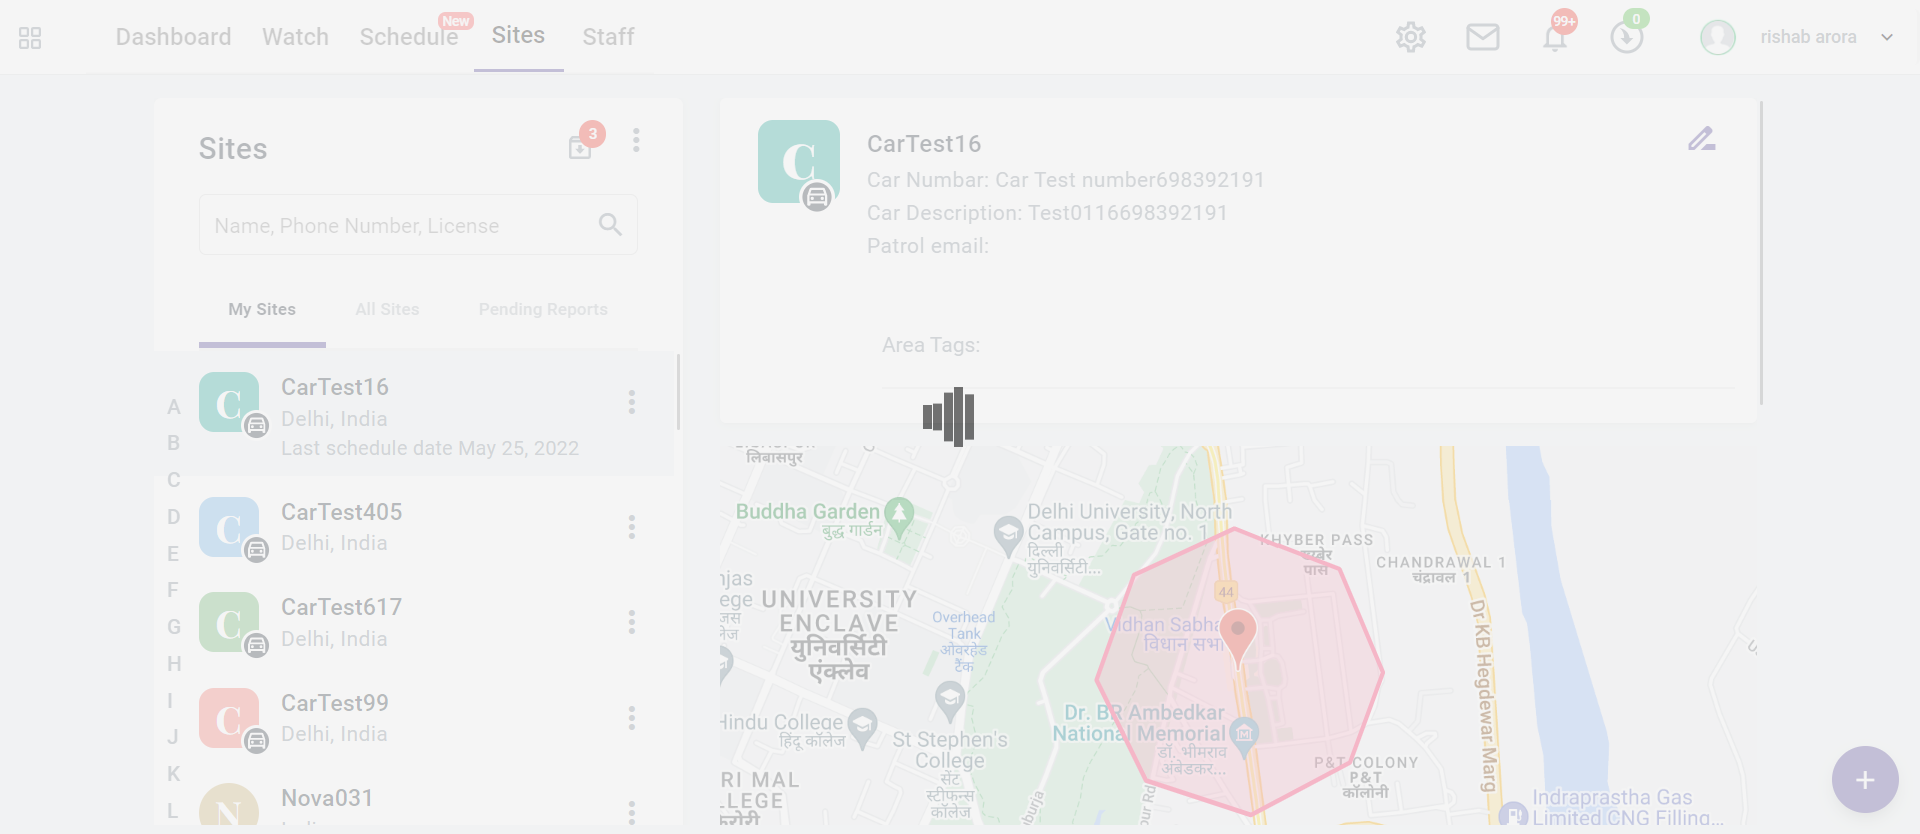 Dashboard
Watch
Schedule
New
Sites
Staff
99+
0
rishab arora
Sites
3
Name, Phone Number, License
My Sites
All Sites
Pending Reports
A
B
C
D
E
F
G
H
I
J
K
L
C
CarTest16
Delhi, India
Last schedule date May 25, 2022
C
CarTest405
Delhi, India
C
CarTest617
Delhi, India
C
CarTest99
Delhi, India
N
Nova031
C
CarTest16
Car Numbar: Car Test number698392191
Car Description: Test0116698392191
Patrol email:
Area Tags:
लिबासपुर
Buddha Garden
बुद्ध गार्डन
Delhi University, North
Campus, Gate no. 1
दिल्ली
युनिवर्सिटी...
KHYBER PASS
खैबर
पास
CHANDRAWAL 1
चंद्रावल 1
44
UNIVERSITY
ENCLAVE
युनिवर्सिटी
एंक्लेव
Overhead
Tank
ओवरहेड
टैंक
Vidhan Sabha
विधान सभा
Dr KB Hegdewar Marg
Hindu College
हिंदू कॉलेज
St Stephen's
College
सेंट
स्टीफन्स
कॉलेज
Dr. BR Ambedkar
National Memorial
डॉ. भीमराव
अंबेडकर...
P&T COLONY
P&T
कॉलोनी
RI MAL
LLEGE
Indraprastha Gas
Limited CNG Filling...